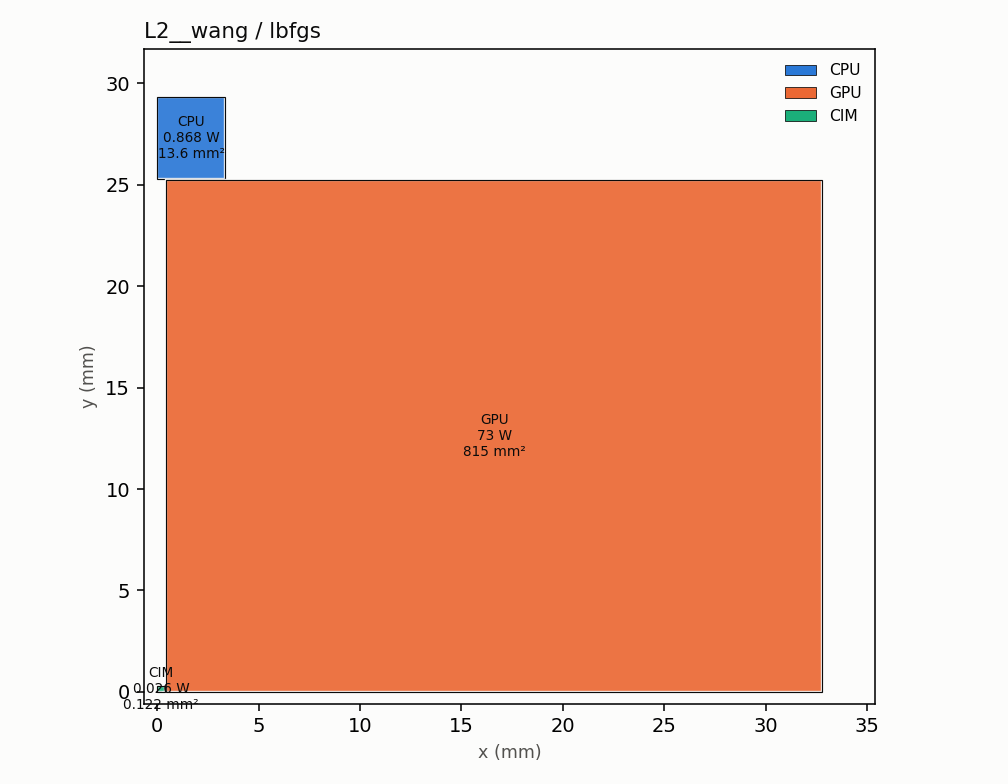 L2__wang / lbfgs
CPU
GPU
CIM
CPU
0.868 W
13.6 mm²
GPU
73 W
815 mm²
CIM
0.026 W
0.122 mm²
30
25
20
15
10
5
0
y (mm)
0 5 10 15 20 25 30 35
x (mm)